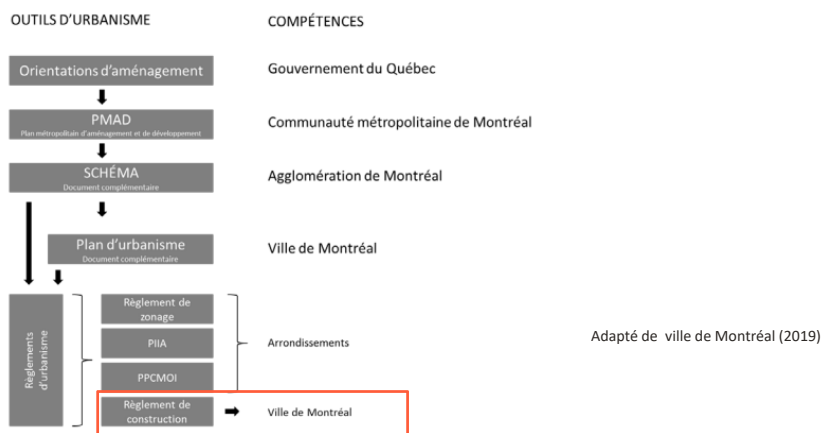 OUTILS D'URBANISME
COMPÉTENCES
Orientations d'aménagement
Gouvernement du Québec
PMAD
Plan métropolitain d'aménagement et de développement
Communauté métropolitaine de Montréal
SCHÉMA
Document complémentaire
Agglomération de Montréal
Plan d'urbanisme
Document complémentaire
Ville de Montréal
Règlements
d'urbanisme
Règlement de
zonage
PIIA
PPCMOI
Arrondissements
Règlement de
construction
Ville de Montréal
Adapté de ville de Montréal (2019)